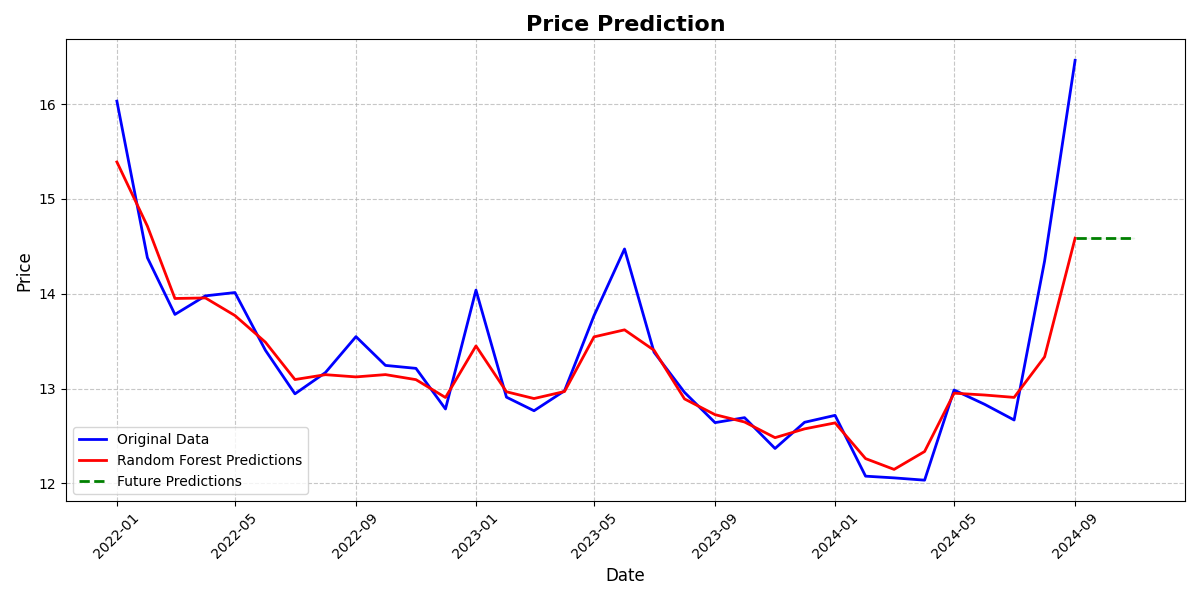 Price Prediction
Price
16
15
14
13
12
Original Data
Random Forest Predictions
Future Predictions
2022-01
2022-05
2022-09
2023-01
2023-05
2023-09
2024-01
2024-05
2024-09
Date